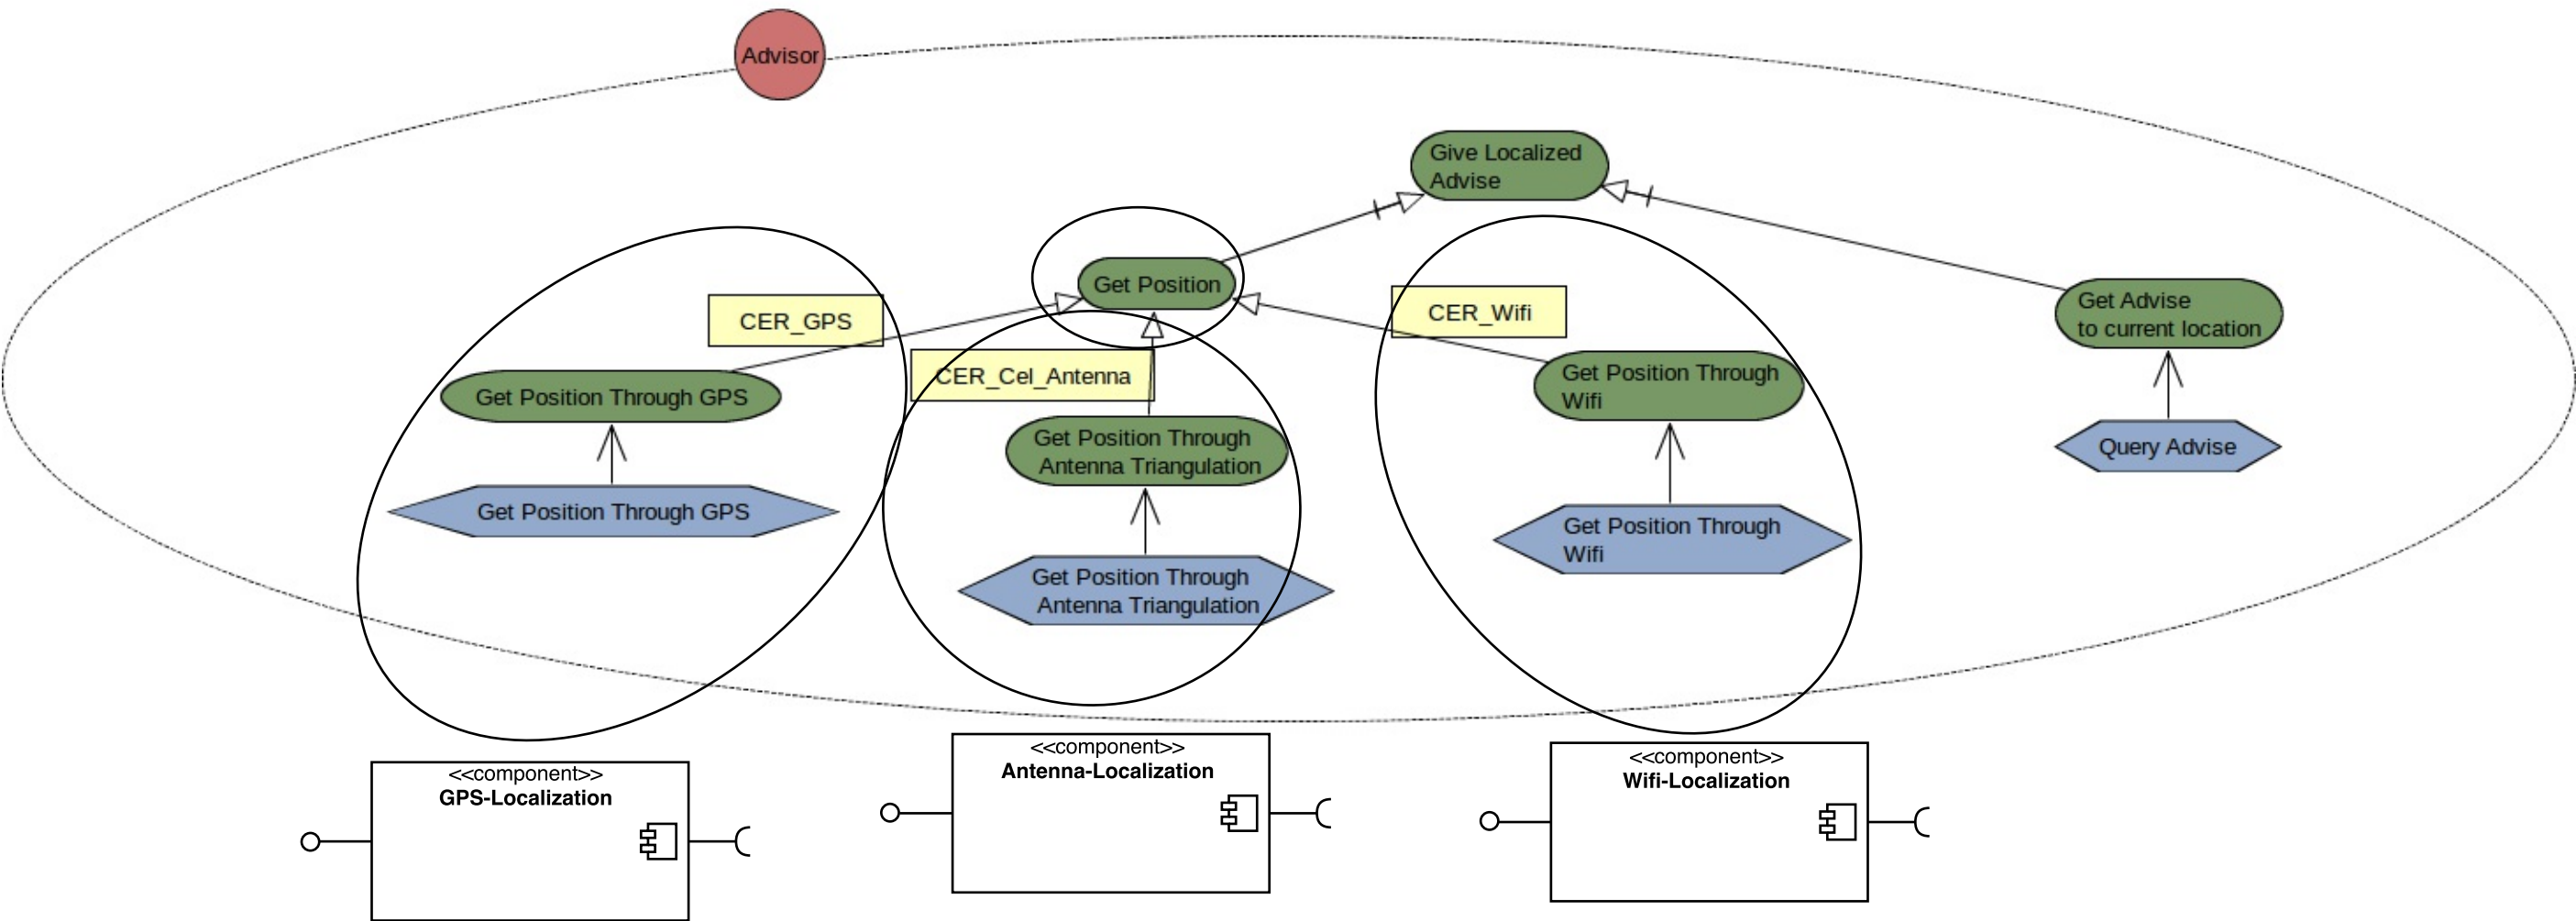 Advisor
Give Localized
Advise
Get Position
CER_GPS
CER_Cel_Antenna
CER_Wifi
Get Advise
to current location
Get Position Through GPS
Get Position Through
Antenna Triangulation
Get Position Through
Wifi
Query Advise
Get Position Through GPS
Get Position Through
Antenna Triangulation
Get Position Through
Wifi
<<component>>
GPS-Localization
<<component>>
Antenna-Localization
<<component>>
Wifi-Localization